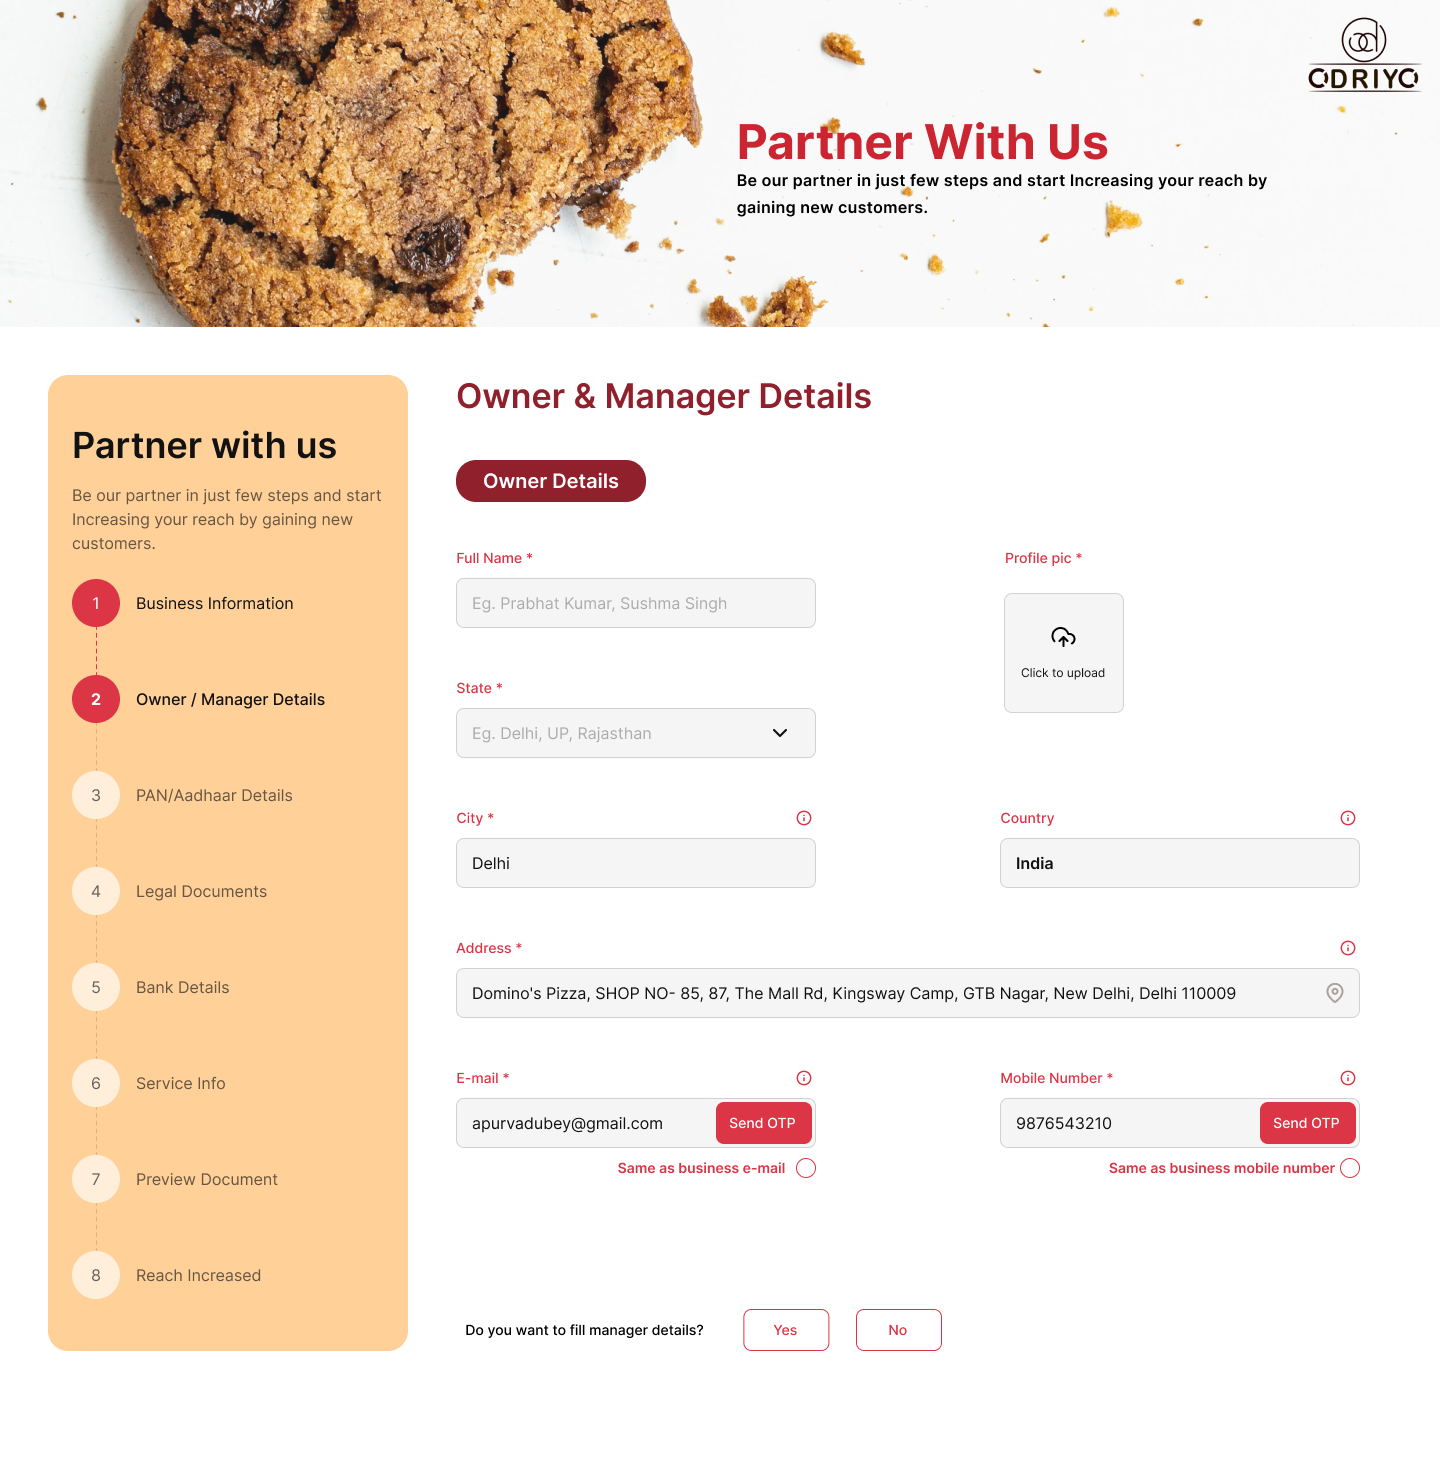 ODRIYO
Partner With Us
Be our partner in just few steps and start Increasing your reach by
gaining new customers.
Partner with us
Be our partner in just few steps and start
Increasing your reach by gaining new
customers.
1 Business Information
2 Owner / Manager Details
3 PAN/Aadhaar Details
4 Legal Documents
5 Bank Details
6 Service Info
7 Preview Document
8 Reach Increased
Owner & Manager Details
Owner Details
Full Name *
Eg. Prabhat Kumar, Sushma Singh
Profile pic *
Click to upload
State *
Eg. Delhi, UP, Rajasthan
City *
Delhi
Country
India
Address *
Domino's Pizza, SHOP NO- 85, 87, The Mall Rd, Kingsway Camp, GTB Nagar, New Delhi, Delhi 110009
E-mail *
apurvadubey@gmail.com Send OTP
Same as business e-mail
Mobile Number *
9876543210 Send OTP
Same as business mobile number
Do you want to fill manager details? Yes No